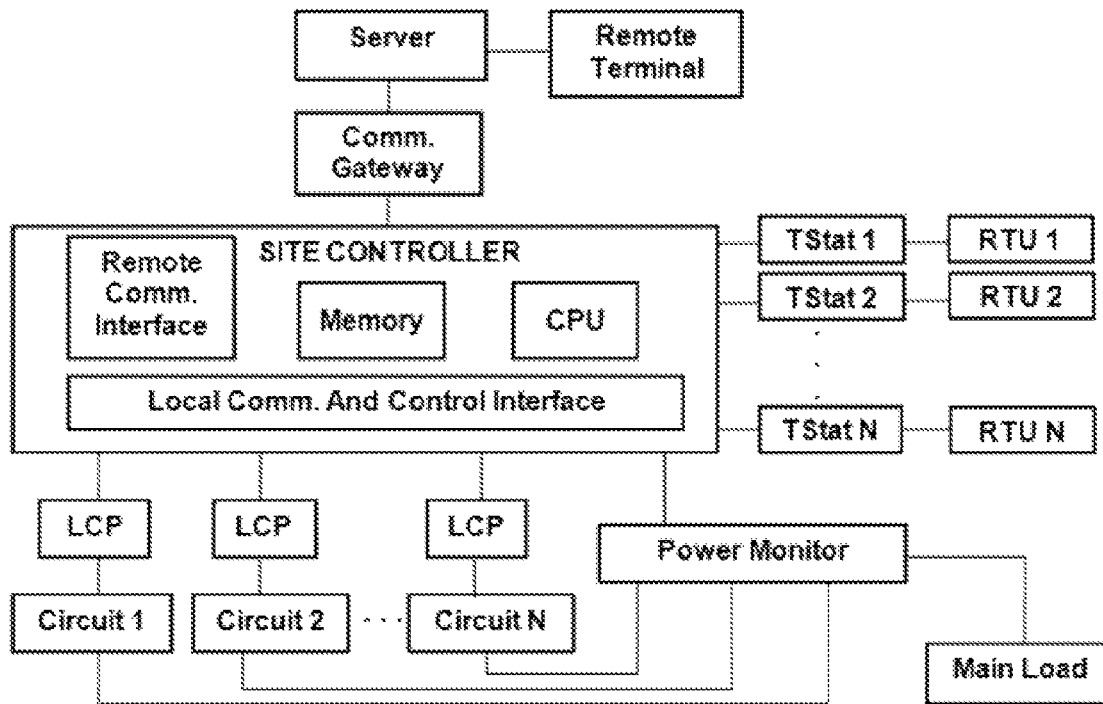 Server
Remote
Terminal
Comm.
Gateway
SITE CONTROLLER
Remote
Comm.
Interface
Memory
CPU
Local Comm. And Control Interface
TStat 1
RTU 1
TStat 2
RTU 2
TStat N
RTU N
LCP
LCP
LCP
Power Monitor
Circuit 1
Circuit 2
Circuit N
Main Load